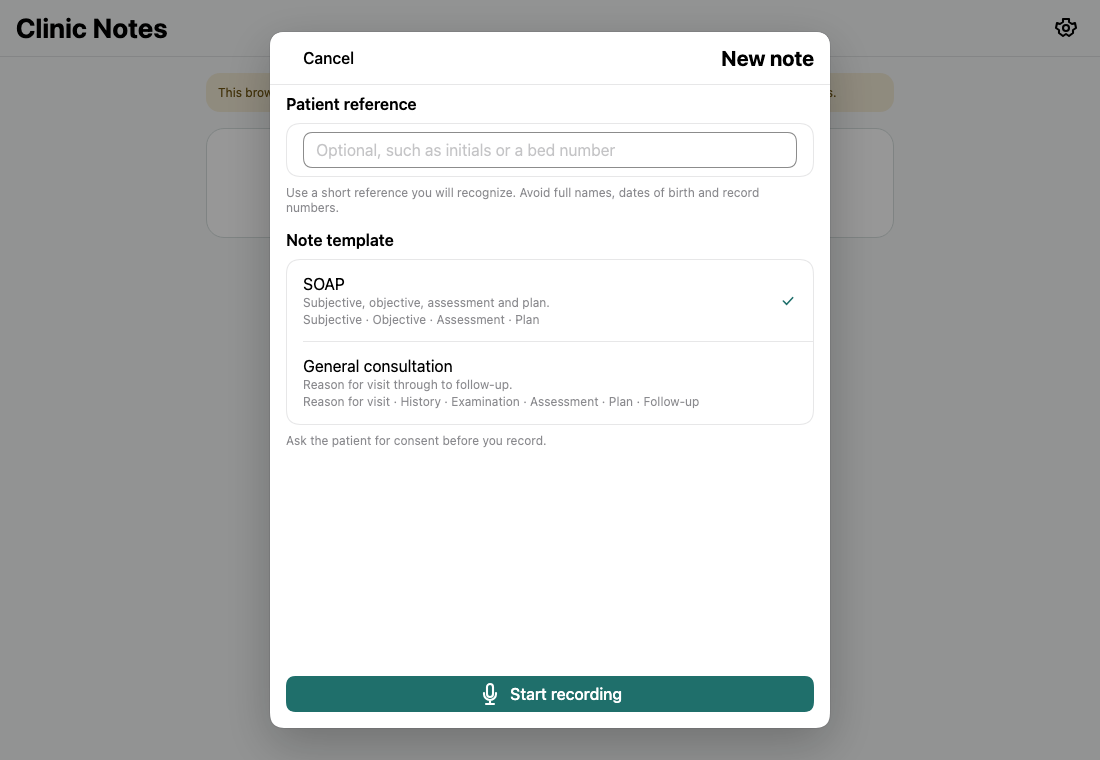 Clinic Notes
Cancel
New note
This
s.
Patient reference
Optional, such as initials or a bed number
Use a short reference you will recognize. Avoid full names, dates of birth and record
numbers.
Note template
SOAP
Subjective, objective, assessment and plan.
Subjective · Objective · Assessment · Plan
General consultation
Reason for visit through to follow-up.
Reason for visit · History · Examination · Assessment · Plan · Follow-up
Ask the patient for consent before you record.
Start recording